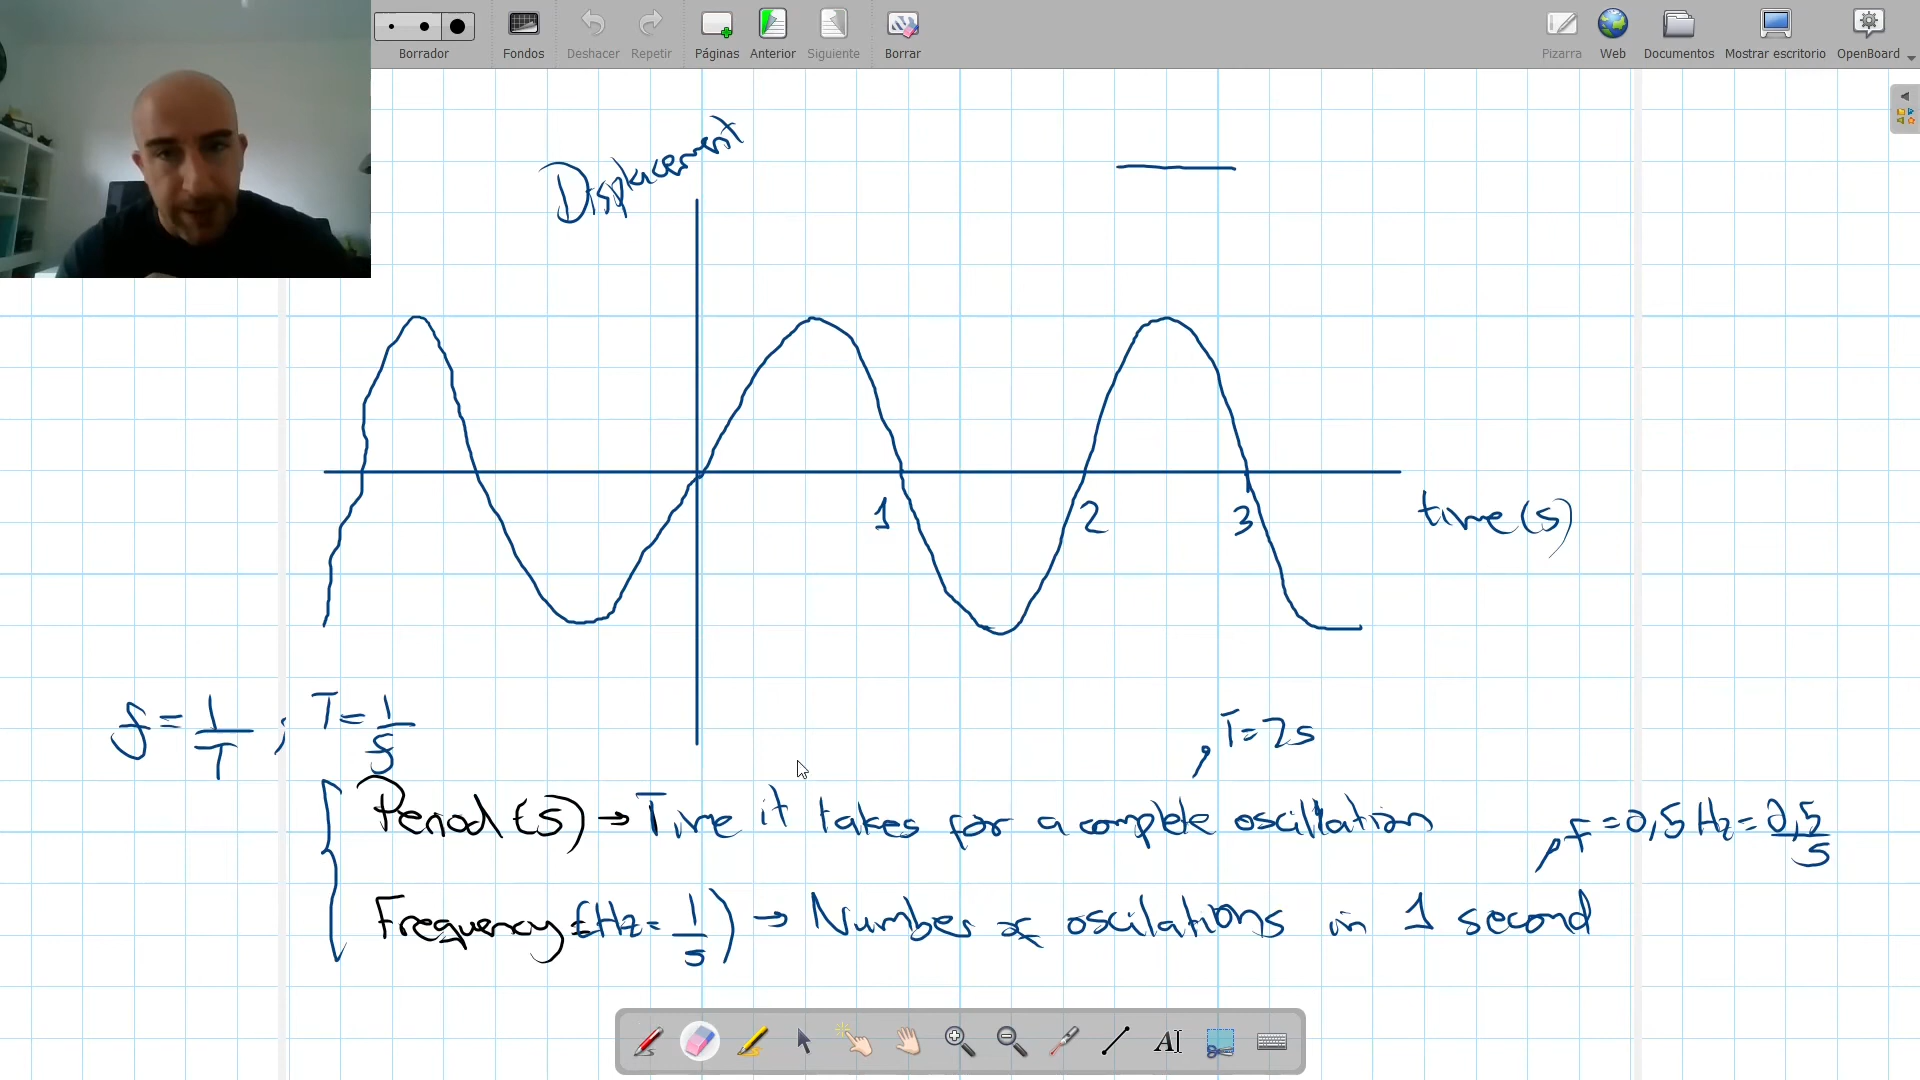 Borrador
Fondos
Deshacer
Repetir
Páginas
Anterior
Siguiente
Borrar
Pizarra
Web
Documentos
Mostrar escritorio
OpenBoard
Displacement
1 2 3 time(s)
f = 1/T ; T = 1/f
, T = 2s
Period (s) → Time it takes for a complete oscillation
, f = 0,5 Hz = 0,5/s
Frequency (Hz = 1/s) → Number of oscilations in 1 second
AI